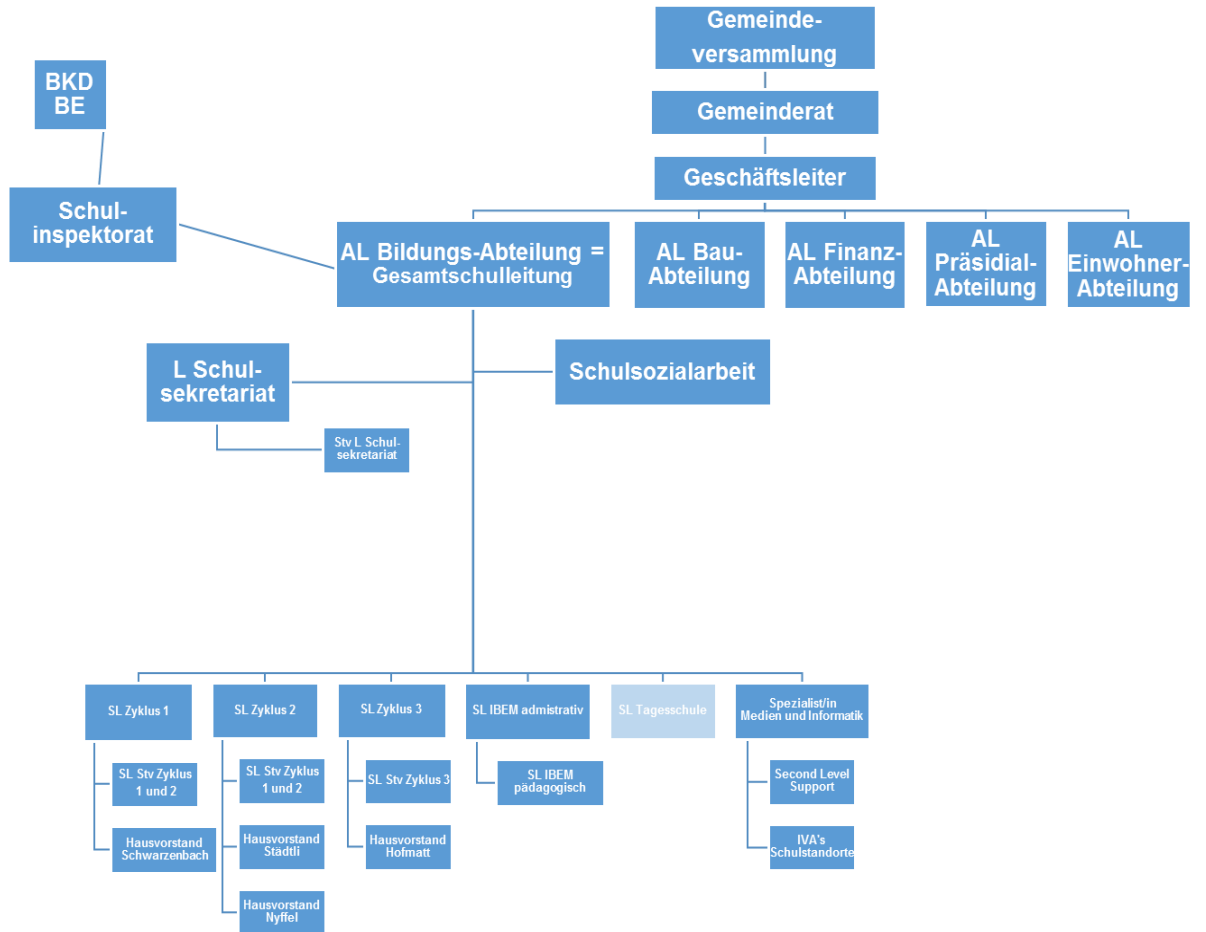 Gemeinde-
versammlung
BKD
BE
Gemeinderat
Geschäftsleiter
Schul-
inspektorat
AL Bildungs-Abteilung =
Gesamtschulleitung
AL Bau-
Abteilung
AL Finanz-
Abteilung
AL
Präsidial-
Abteilung
AL
Einwohner-
Abteilung
L Schul-
sekretariat
Schulsozialarbeit
Stv L Schul-
sekretariat
SL Zyklus 1
SL Zyklus 2
SL Zyklus 3
SL IBEM admistrativ
SL Tagesschule
Spezialist/in
Medien und Informatik
SL Stv Zyklus
1 und 2
SL Stv Zyklus
1 und 2
SL Stv Zyklus 3
SL IBEM
pädagogisch
Second Level
Support
Hausvorstand
Schwarzenbach
Hausvorstand
Städtli
Hausvorstand
Hofmatt
IVA's
Schulstandorte
Hausvorstand
Nyffel